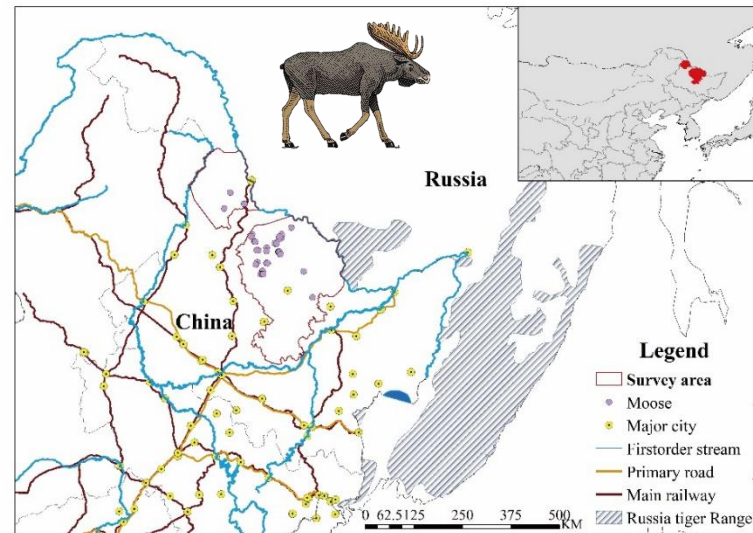 Russia
China
Legend
Survey area
Moose
Major city
Firstorder stream
Primary road
Main railway
Russia tiger Range
0 62.5125 250 375 500
KM